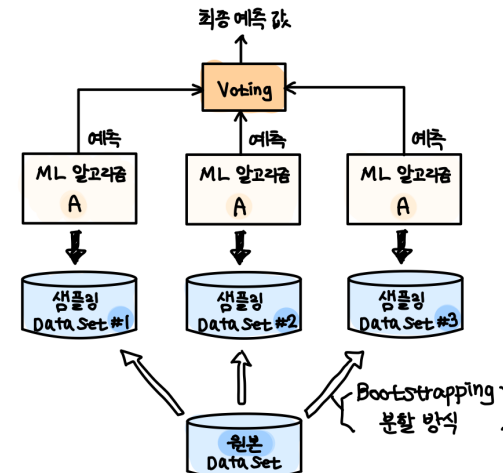 최종 예측 값
Voting
예측
예측
예측
ML 알고리즘
A
ML 알고리즘
A
ML 알고리즘
A
샘플링
Data Set #1
샘플링
Data Set #2
샘플링
Data Set #3
Bootstrapping
분할 방식
원본
Data Set